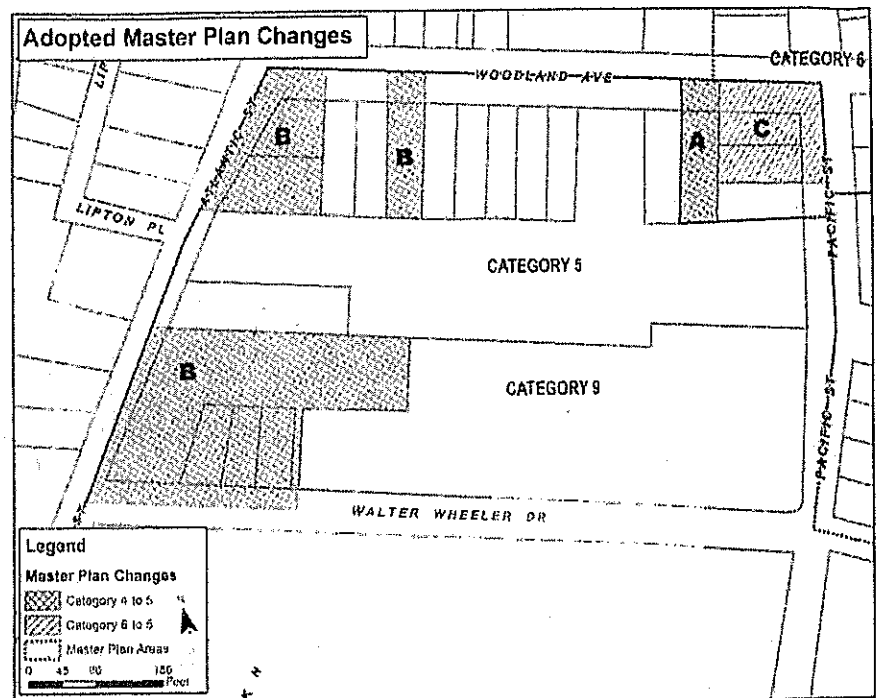 Adopted Master Plan Changes
CATEGORY 6
WOODLAND AVE
ATLANTIC ST
B
B
A
C
LIPTON PL
PACIFIC ST
CATEGORY 5
B
CATEGORY 9
PACIFIC ST
WALTER WHEELER DR
Legend
Master Plan Changes
Category 4 to 5
Category 6 to 5
Master Plan Areas
0 45 90 180
Feet
N